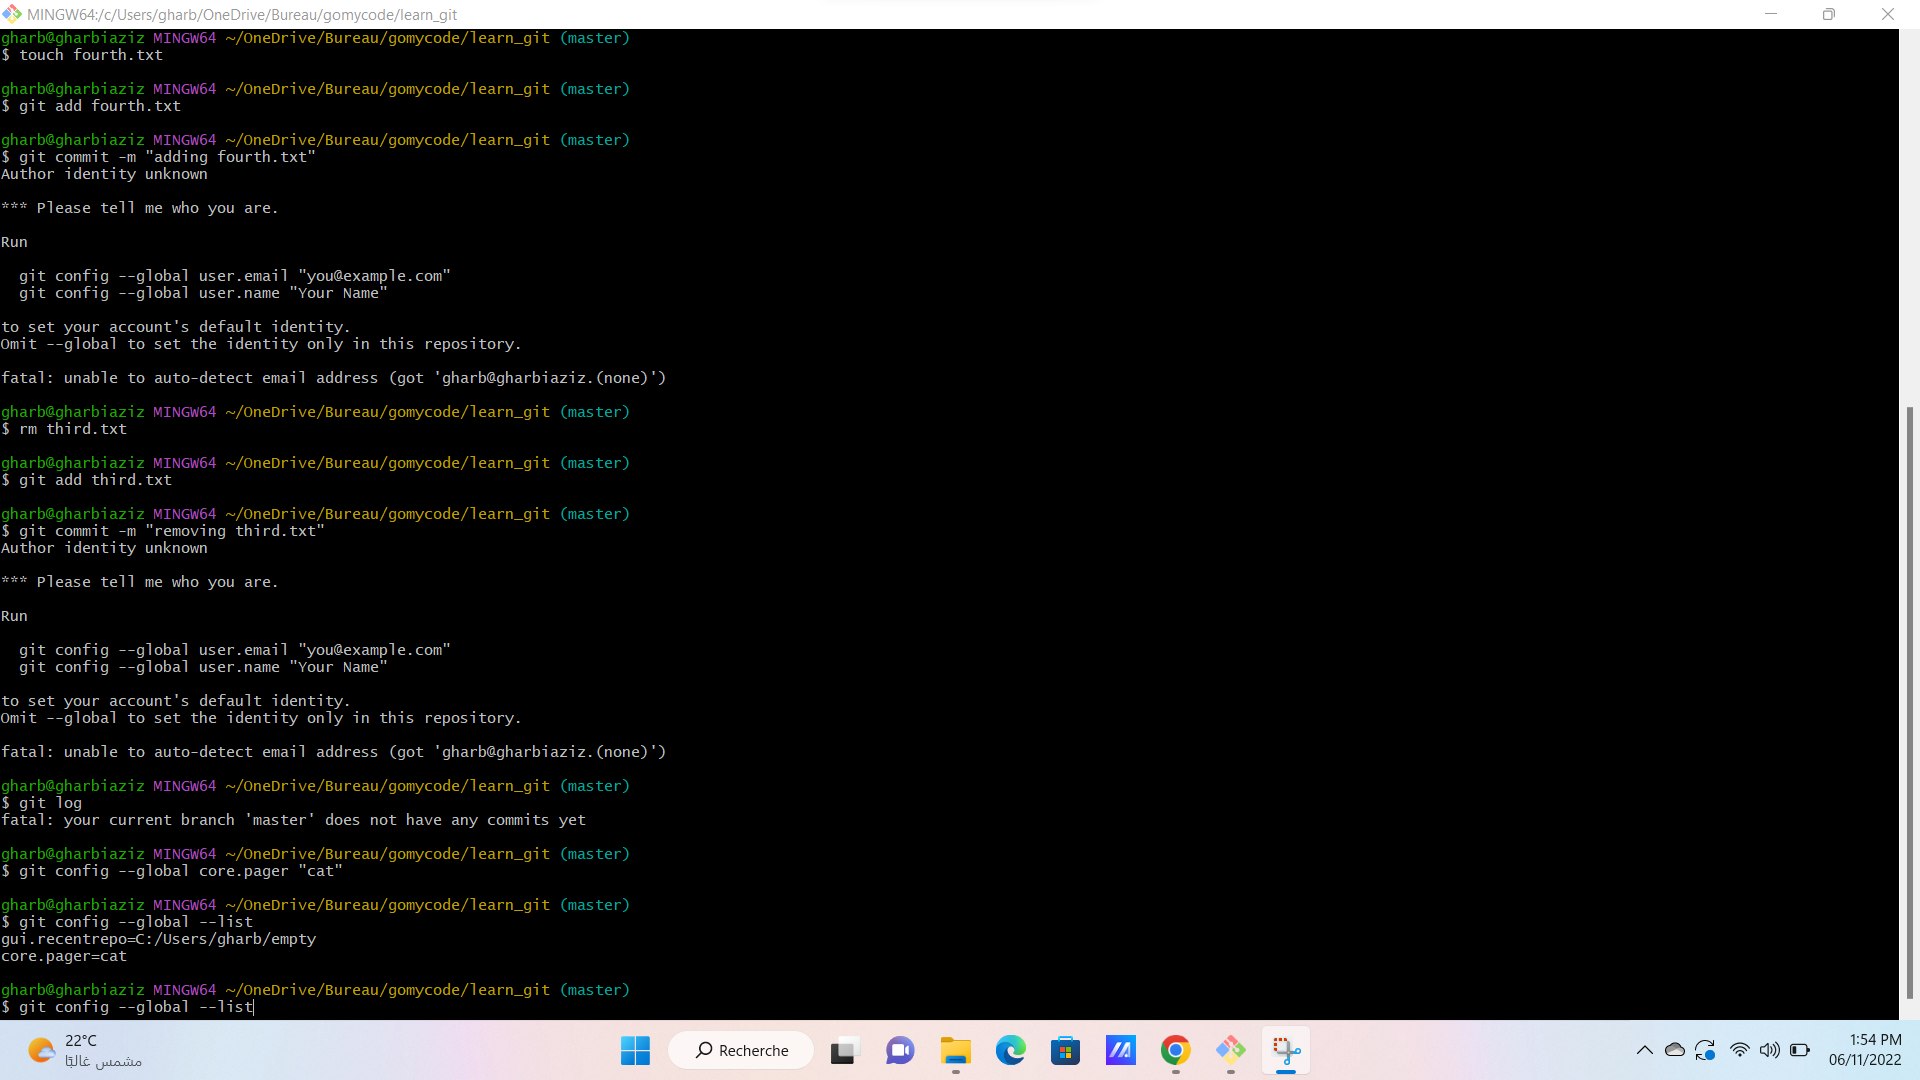 MINGW64:/c/Users/gharb/OneDrive/Bureau/gomycode/learn_git
gharb@gharbiaziz MINGW64 ~/OneDrive/Bureau/gomycode/learn_git (master)
$ touch fourth.txt
gharb@gharbiaziz MINGW64 ~/OneDrive/Bureau/gomycode/learn_git (master)
$ git add fourth.txt
gharb@gharbiaziz MINGW64 ~/OneDrive/Bureau/gomycode/learn_git (master)
$ git commit -m "adding fourth.txt"
Author identity unknown
*** Please tell me who you are.
Run
  git config --global user.email "you@example.com"
  git config --global user.name "Your Name"
to set your account's default identity.
Omit --global to set the identity only in this repository.
fatal: unable to auto-detect email address (got 'gharb@gharbiaziz.(none)')
gharb@gharbiaziz MINGW64 ~/OneDrive/Bureau/gomycode/learn_git (master)
$ rm third.txt
gharb@gharbiaziz MINGW64 ~/OneDrive/Bureau/gomycode/learn_git (master)
$ git add third.txt
gharb@gharbiaziz MINGW64 ~/OneDrive/Bureau/gomycode/learn_git (master)
$ git commit -m "removing third.txt"
Author identity unknown
*** Please tell me who you are.
Run
  git config --global user.email "you@example.com"
  git config --global user.name "Your Name"
to set your account's default identity.
Omit --global to set the identity only in this repository.
fatal: unable to auto-detect email address (got 'gharb@gharbiaziz.(none)')
gharb@gharbiaziz MINGW64 ~/OneDrive/Bureau/gomycode/learn_git (master)
$ git log
fatal: your current branch 'master' does not have any commits yet
gharb@gharbiaziz MINGW64 ~/OneDrive/Bureau/gomycode/learn_git (master)
$ git config --global core.pager "cat"
gharb@gharbiaziz MINGW64 ~/OneDrive/Bureau/gomycode/learn_git (master)
$ git config --global --list
gui.recentrepo=C:/Users/gharb/empty
core.pager=cat
gharb@gharbiaziz MINGW64 ~/OneDrive/Bureau/gomycode/learn_git (master)
$ git config --global --list
22°C
مشمس غالبًا
Recherche
1:54 PM
06/11/2022